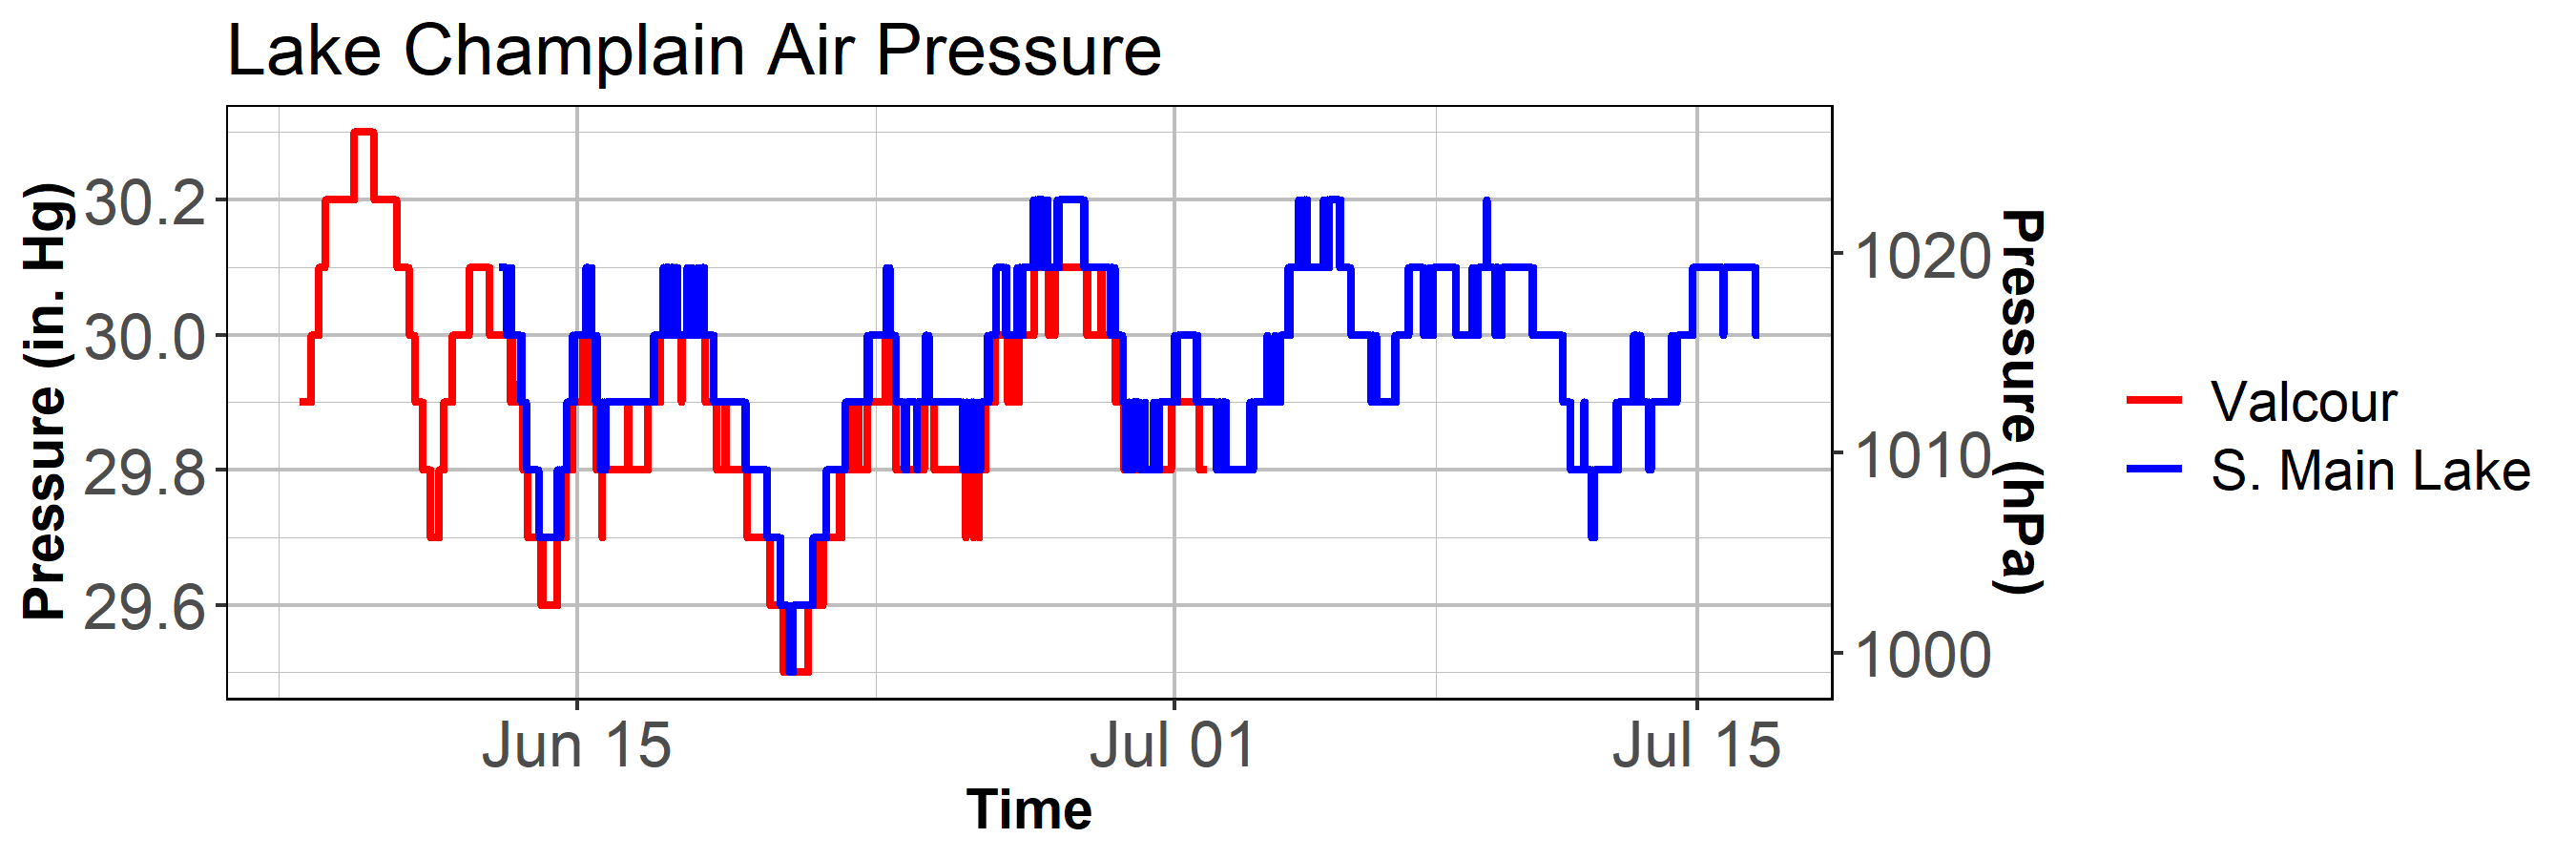 Lake Champlain Air Pressure
Pressure (in. Hg)
30.2
30.0
29.8
29.6
1020
1010
1000
Pressure (hPa)
Jun 15
Jul 01
Jul 15
Time
Valcour
S. Main Lake